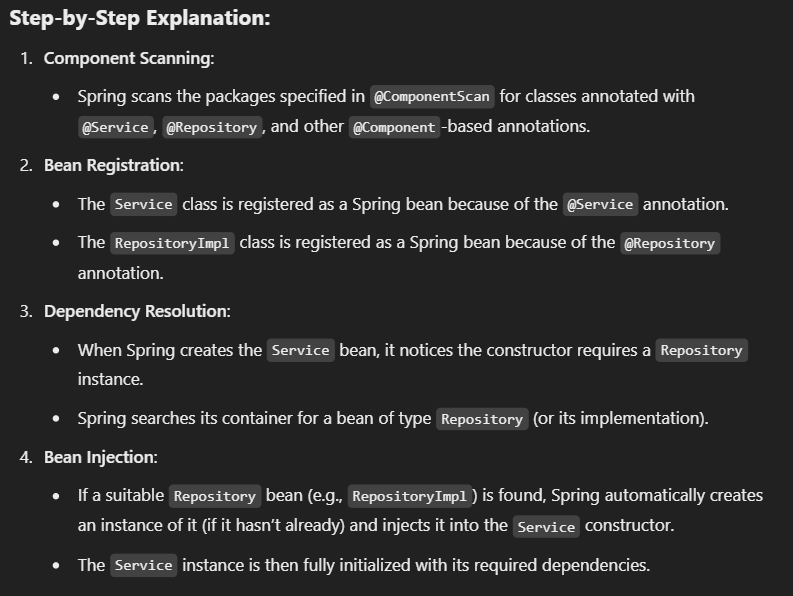 Step-by-Step Explanation:
1. Component Scanning:
• Spring scans the packages specified in @ComponentScan for classes annotated with
@Service, @Repository, and other @Component-based annotations.
2. Bean Registration:
• The Service class is registered as a Spring bean because of the @Service annotation.
• The RepositoryImpl class is registered as a Spring bean because of the @Repository
annotation.
3. Dependency Resolution:
• When Spring creates the Service bean, it notices the constructor requires a Repository
instance.
• Spring searches its container for a bean of type Repository (or its implementation).
4. Bean Injection:
• If a suitable Repository bean (e.g., RepositoryImpl) is found, Spring automatically creates
an instance of it (if it hasn't already) and injects it into the Service constructor.
• The Service instance is then fully initialized with its required dependencies.